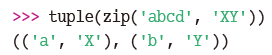 >>> tuple(zip('abcd', 'XY'))
(('a', 'X'), ('b', 'Y'))